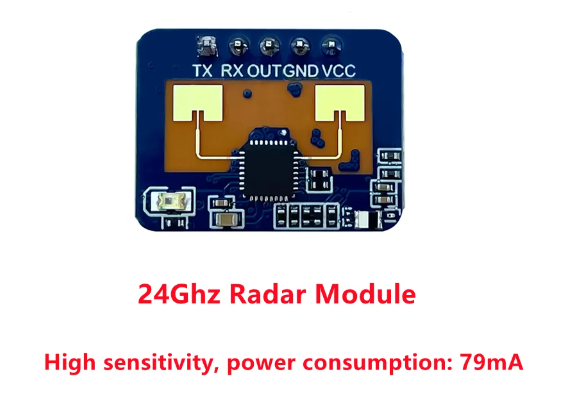 TX RX OUT GND VCC
24Ghz Radar Module
High sensitivity, power consumption: 79mA